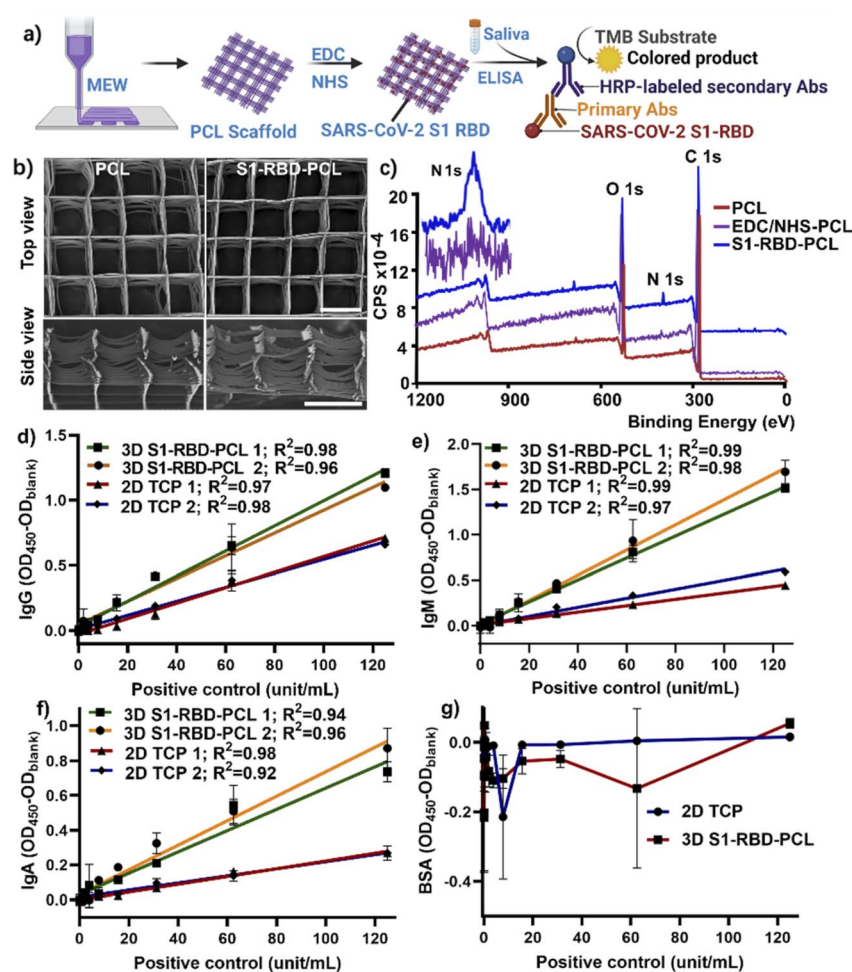 a)
MEW
PCL Scaffold
EDC
NHS
SARS-CoV-2 S1 RBD
Saliva
ELISA
TMB Substrate
Colored product
HRP-labeled secondary Abs
Primary Abs
SARS-COV-2 S1-RBD
b)
PCL
S1-RBD-PCL
Top view
Side view
c)
N 1s
O 1s
C 1s
N 1s
PCL
EDC/NHS-PCL
S1-RBD-PCL
CPS x10-4
20
16
12
8
4
0
1200 900 600 300 0
Binding Energy (eV)
d)
3D S1-RBD-PCL 1; R²=0.98
3D S1-RBD-PCL 2; R²=0.96
2D TCP 1; R²=0.97
2D TCP 2; R²=0.98
IgG (OD450-ODblank)
1.5
1.0
0.5
0.0
0 20 40 60 80 100 120
Positive control (unit/mL)
e)
3D S1-RBD-PCL 1; R²=0.99
3D S1-RBD-PCL 2; R²=0.98
2D TCP 1; R²=0.99
2D TCP 2; R²=0.97
IgM (OD450-ODblank)
2.0
1.5
1.0
0.5
0.0
0 20 40 60 80 100 120
Positive control (unit/mL)
f)
3D S1-RBD-PCL 1; R²=0.94
3D S1-RBD-PCL 2; R²=0.96
2D TCP 1; R²=0.98
2D TCP 2; R²=0.92
IgA (OD450-ODblank)
1.0
0.8
0.6
0.4
0.2
0.0
0 20 40 60 80 100 120
Positive control (unit/mL)
g)
BSA (OD450-ODblank)
0.0
-0.2
-0.4
2D TCP
3D S1-RBD-PCL
0 20 40 60 80 100 120
Positive control (unit/mL)